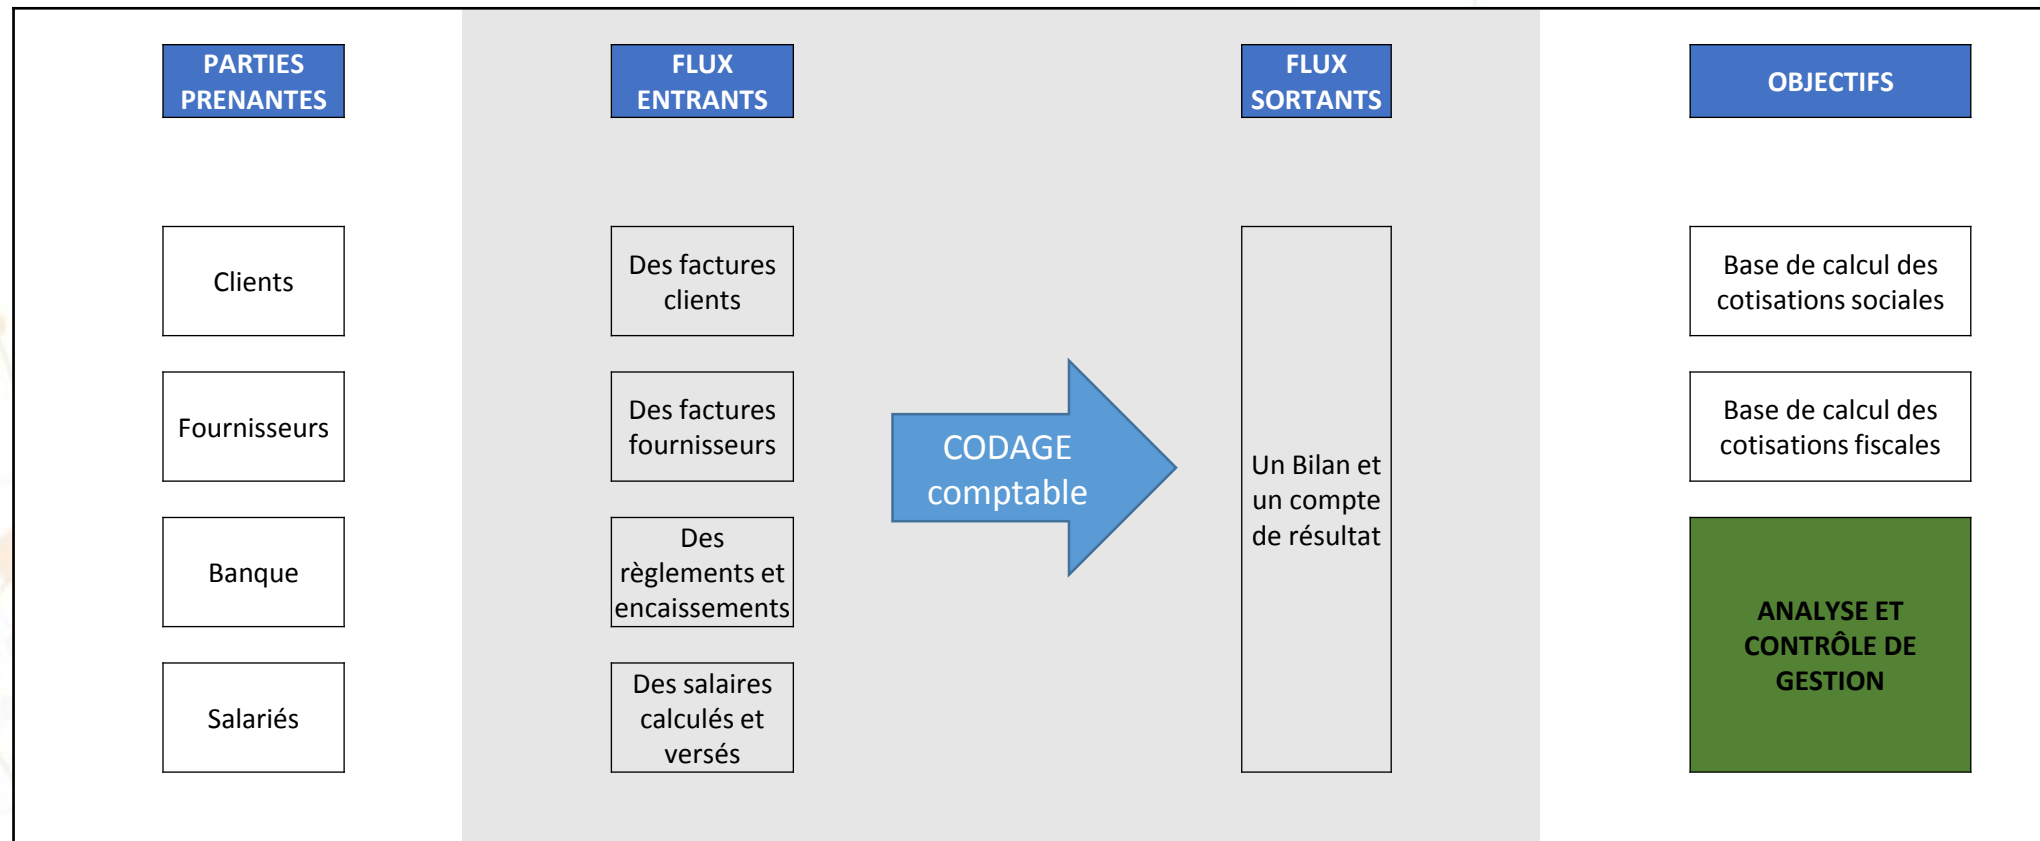 PARTIES
PRENANTES
FLUX
ENTRANTS
FLUX
SORTANTS
OBJECTIFS
Clients
Fournisseurs
Banque
Salariés
Des factures
clients
Des factures
fournisseurs
Des
règlements et
encaissements
Des salaires
calculés et
versés
CODAGE
comptable
Un Bilan et
un compte
de résultat
Base de calcul des
cotisations sociales
Base de calcul des
cotisations fiscales
ANALYSE ET
CONTRÔLE DE
GESTION